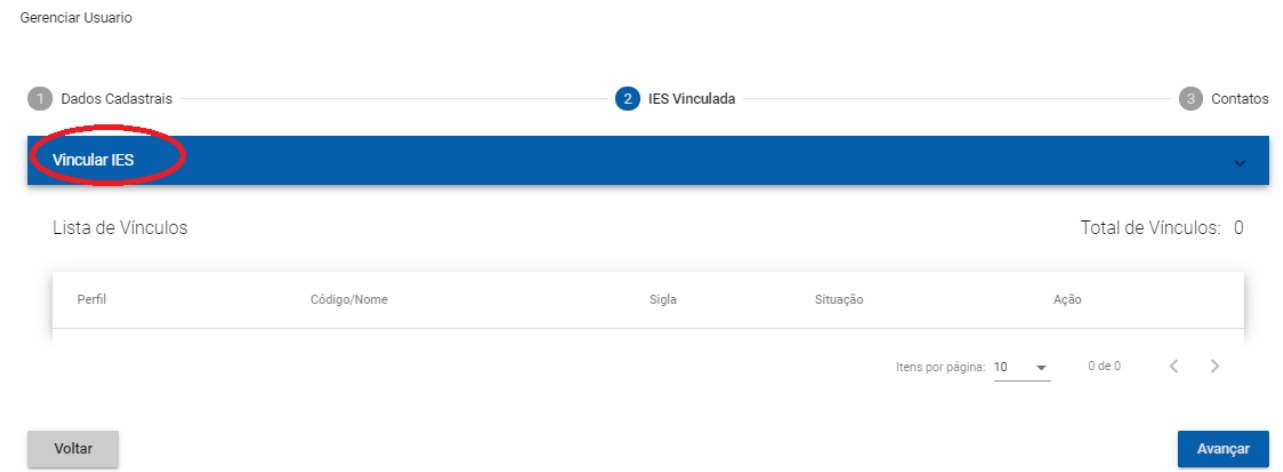 Gerenciar Usuario
1 Dados Cadastrais 2 IES Vinculada 3 Contatos
Vincular IES
Lista de Vínculos Total de Vínculos: 0
Perfil Código/Nome Sigla Situação Ação
Itens por página: 10 0 de 0
Voltar Avançar